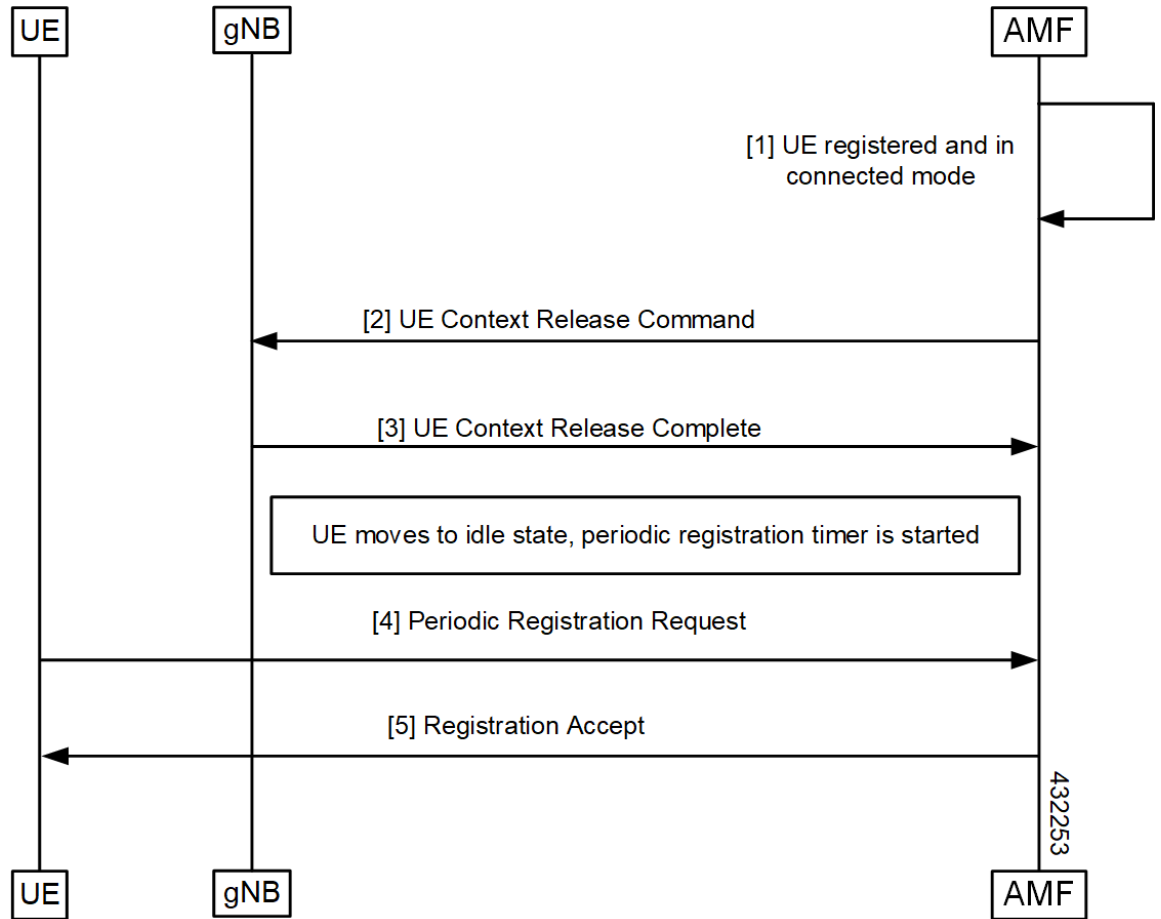 UE
gNB
AMF
[1] UE registered and in
connected mode
[2] UE Context Release Command
[3] UE Context Release Complete
UE moves to idle state, periodic registration timer is started
[4] Periodic Registration Request
[5] Registration Accept
432253
UE
gNB
AMF